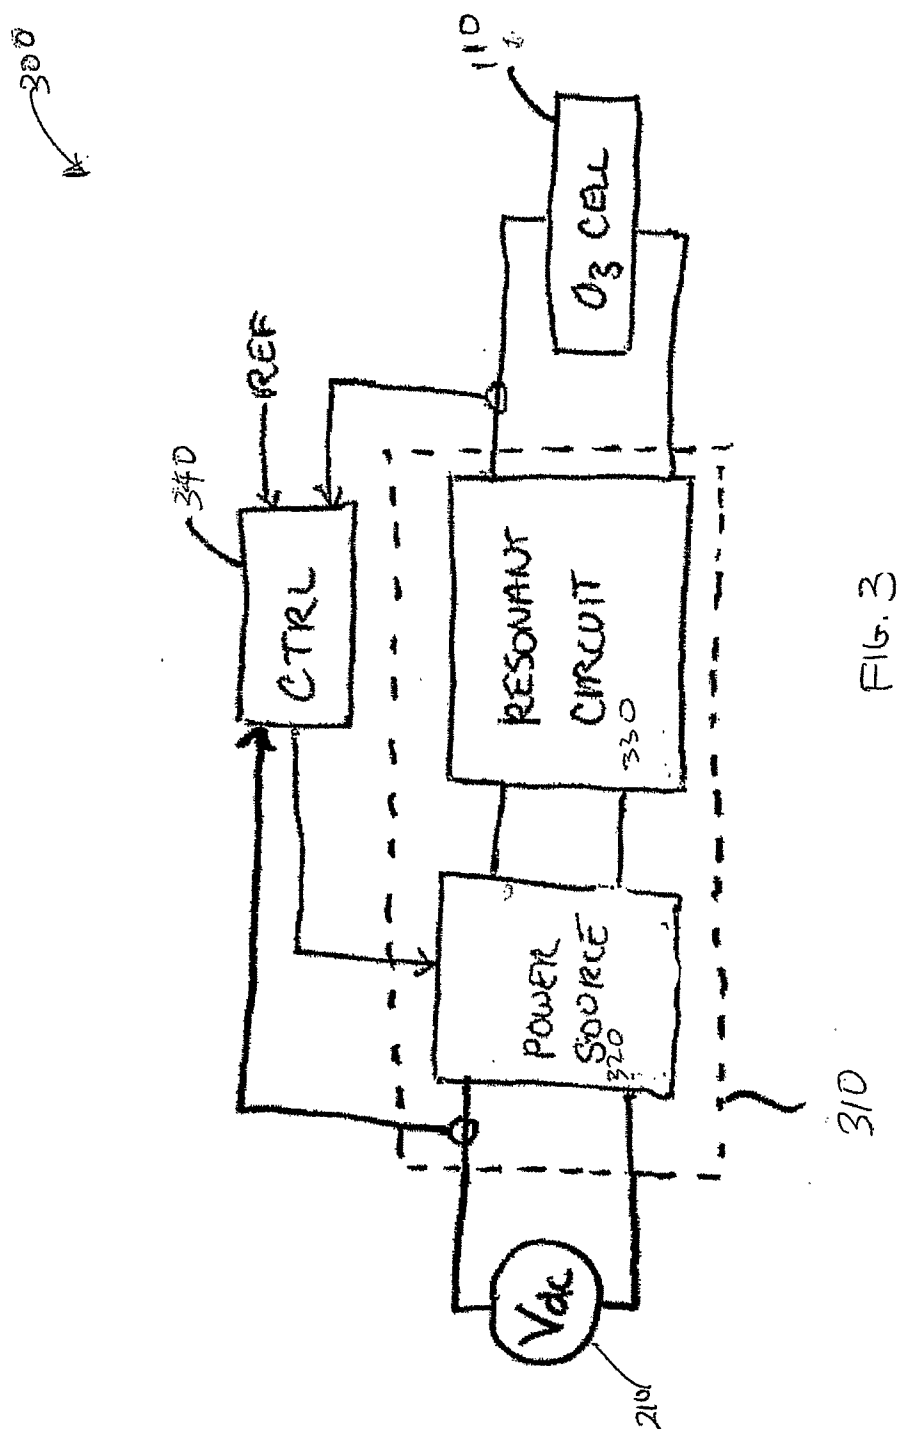 300
110
O3 CELL
REF
340
CTRL
RESONANT
CIRCUIT
330
POWER
SOURCE
320
310
Vdc
210
FIG. 3